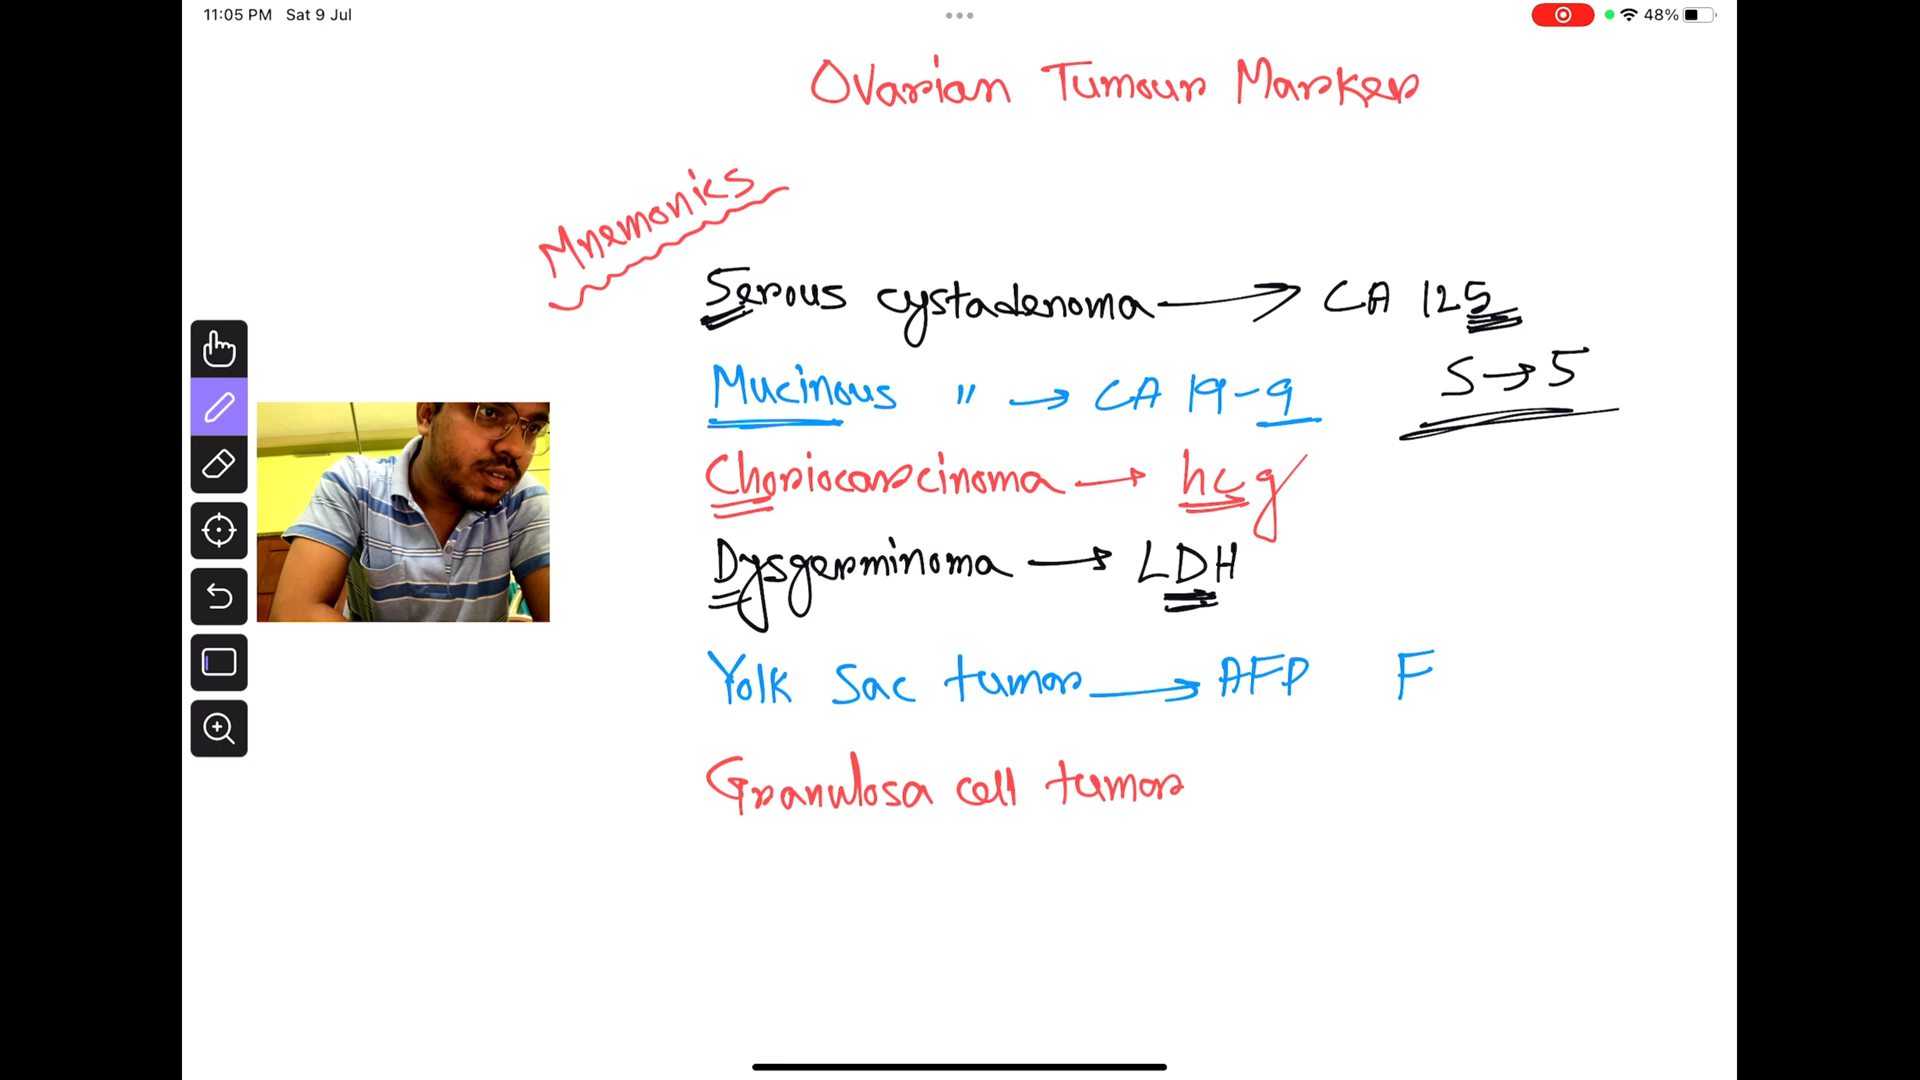 11:05 PM Sat 9 Jul
48%
Ovarian Tumour Marker
Mnemonics
Serous cystadenoma → CA 125
S → 5
Mucinous " → CA 19-9
Choriocarcinoma → hcg
Dysgerminoma → LDH
Yolk Sac tumor → AFP F
Granulosa cell tumor